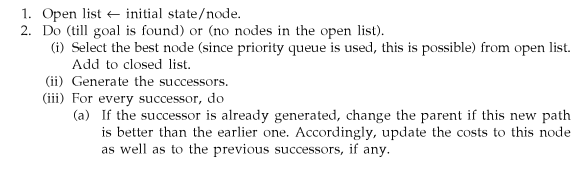 1. Open list ← initial state/node.
2. Do (till goal is found) or (no nodes in the open list).
(i) Select the best node (since priority queue is used, this is possible) from open list.
Add to closed list.
(ii) Generate the successors.
(iii) For every successor, do
(a) If the successor is already generated, change the parent if this new path
is better than the earlier one. Accordingly, update the costs to this node
as well as to the previous successors, if any.